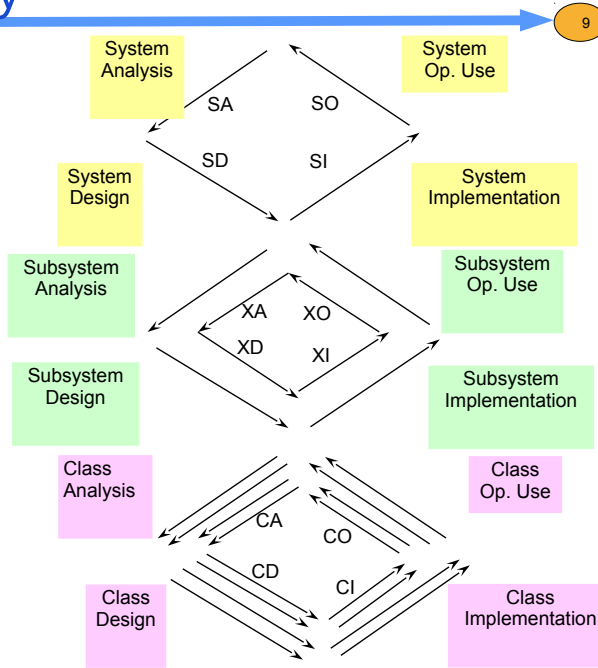 y
9
System
Analysis
System
Op. Use
SA
SO
SD
SI
System
Design
System
Implementation
Subsystem
Analysis
Subsystem
Op. Use
XA
XO
XD
XI
Subsystem
Design
Subsystem
Implementation
Class
Analysis
Class
Op. Use
CA
CO
CD
CI
Class
Design
Class
Implementation